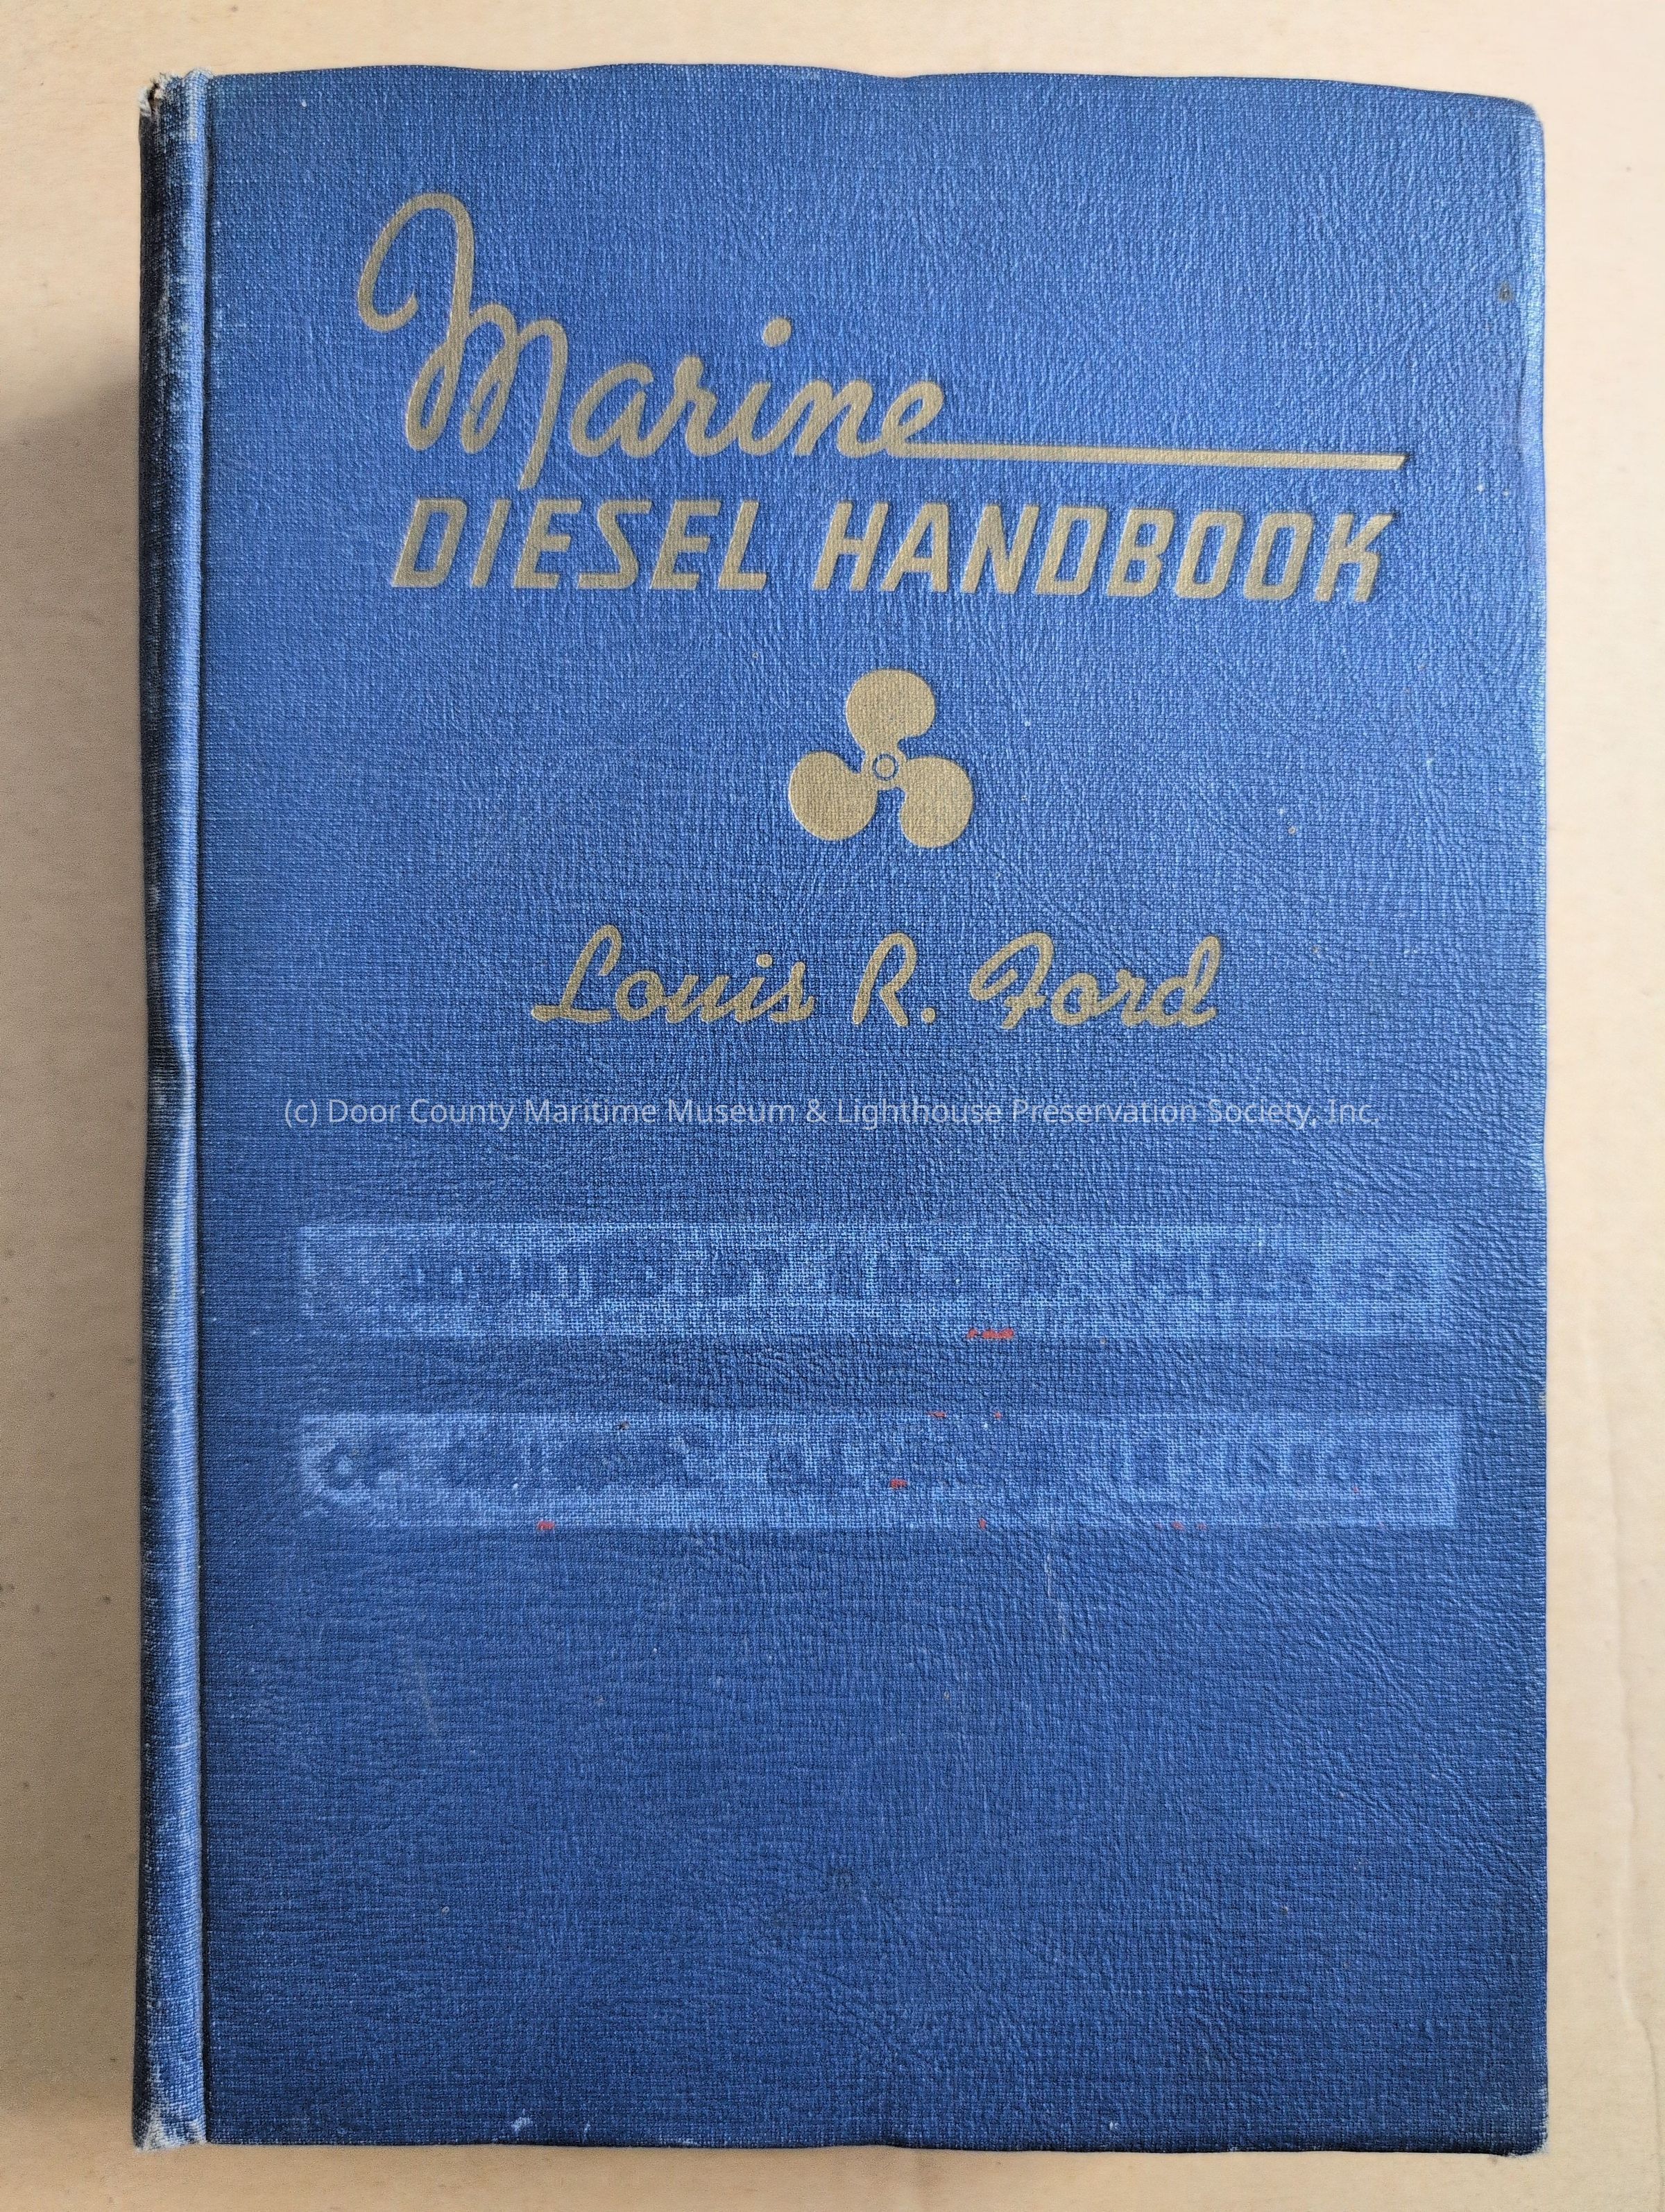 Marine
DIESEL HANDBOOK
Louis R. Ford
(c) Door County Maritime Museum & Lighthouse Preservation Society, Inc.